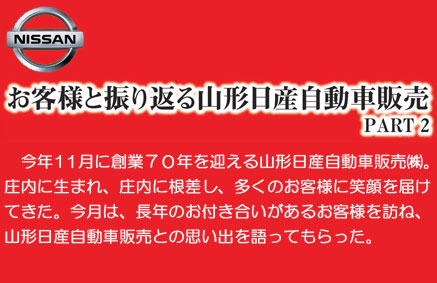 NISSAN
お客様と振り返る山形日産自動車販売
PART 2
今年11月に創業７０年を迎える山形日産自動車販売㈱。
庄内に生まれ、庄内に根差し、多くのお客様に笑顔を届け
てきた。今月は、長年のお付き合いがあるお客様を訪ね、
山形日産自動車販売との思い出を語ってもらった。